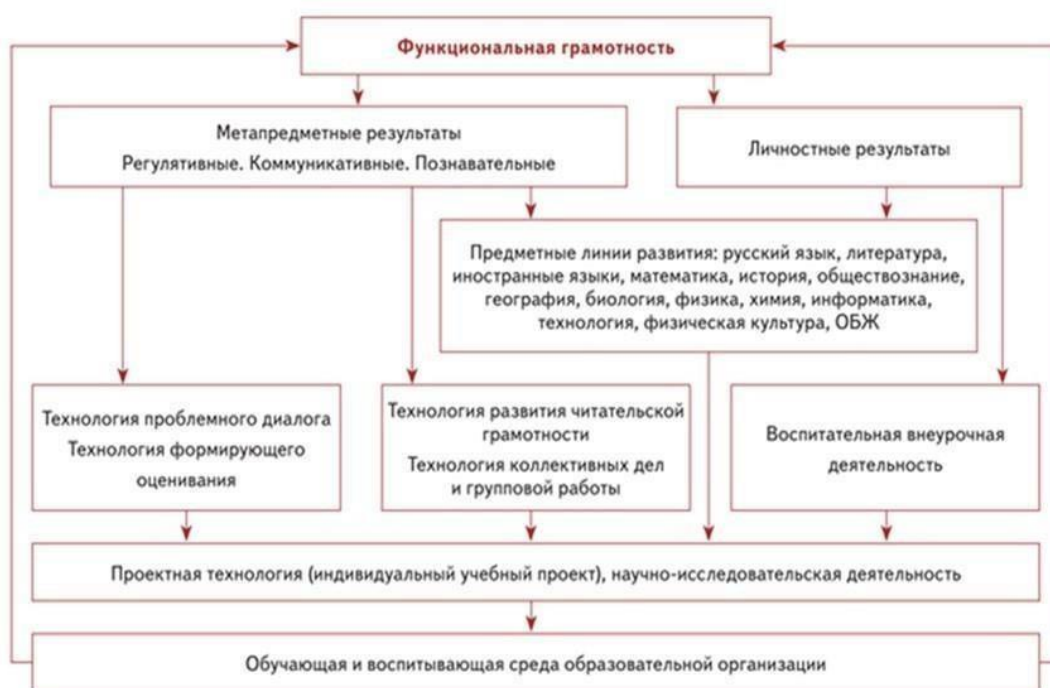 Функциональная грамотность
Метапредметные результаты
Регулятивные. Коммуникативные. Познавательные
Личностные результаты
Предметные линии развития: русский язык, литература,
иностранные языки, математика, история, обществознание,
география, биология, физика, химия, информатика,
технология, физическая культура, ОБЖ
Технология проблемного диалога
Технология формирующего
оценивания
Технология развития читательской
грамотности
Технология коллективных дел
и групповой работы
Воспитательная внеурочная
деятельность
Проектная технология (индивидуальный учебный проект), научно-исследовательская деятельность
Обучающая и воспитывающая среда образовательной организации